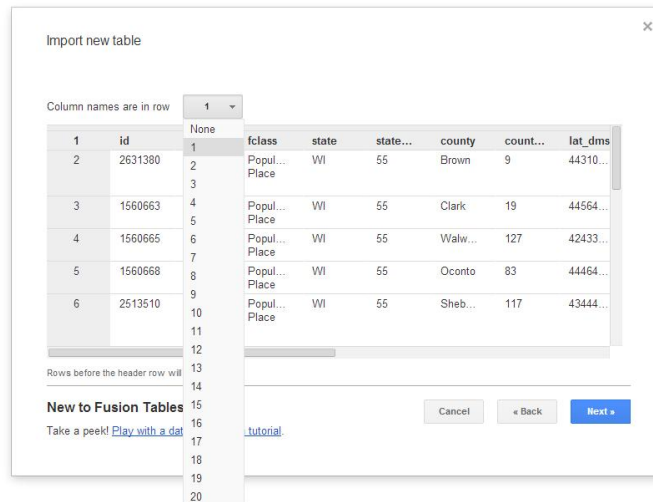 ×
Import new table
Column names are in row 1
None
1
2
3
4
5
6
7
8
9
10
11
12
13
14
15
16
17
18
19
20
1 id fclass state state... county count... lat_dms
2 2631380 Popul... Place WI 55 Brown 9 44310...
3 1560663 Popul... Place WI 55 Clark 19 44564...
4 1560665 Popul... Place WI 55 Walw... 127 42433...
5 1560668 Popul... Place WI 55 Oconto 83 44464...
6 2513510 Popul... Place WI 55 Sheb... 117 43444...
Rows before the header row will
New to Fusion Tables
Take a peek! Play with a dat tutorial.
Cancel « Back Next »